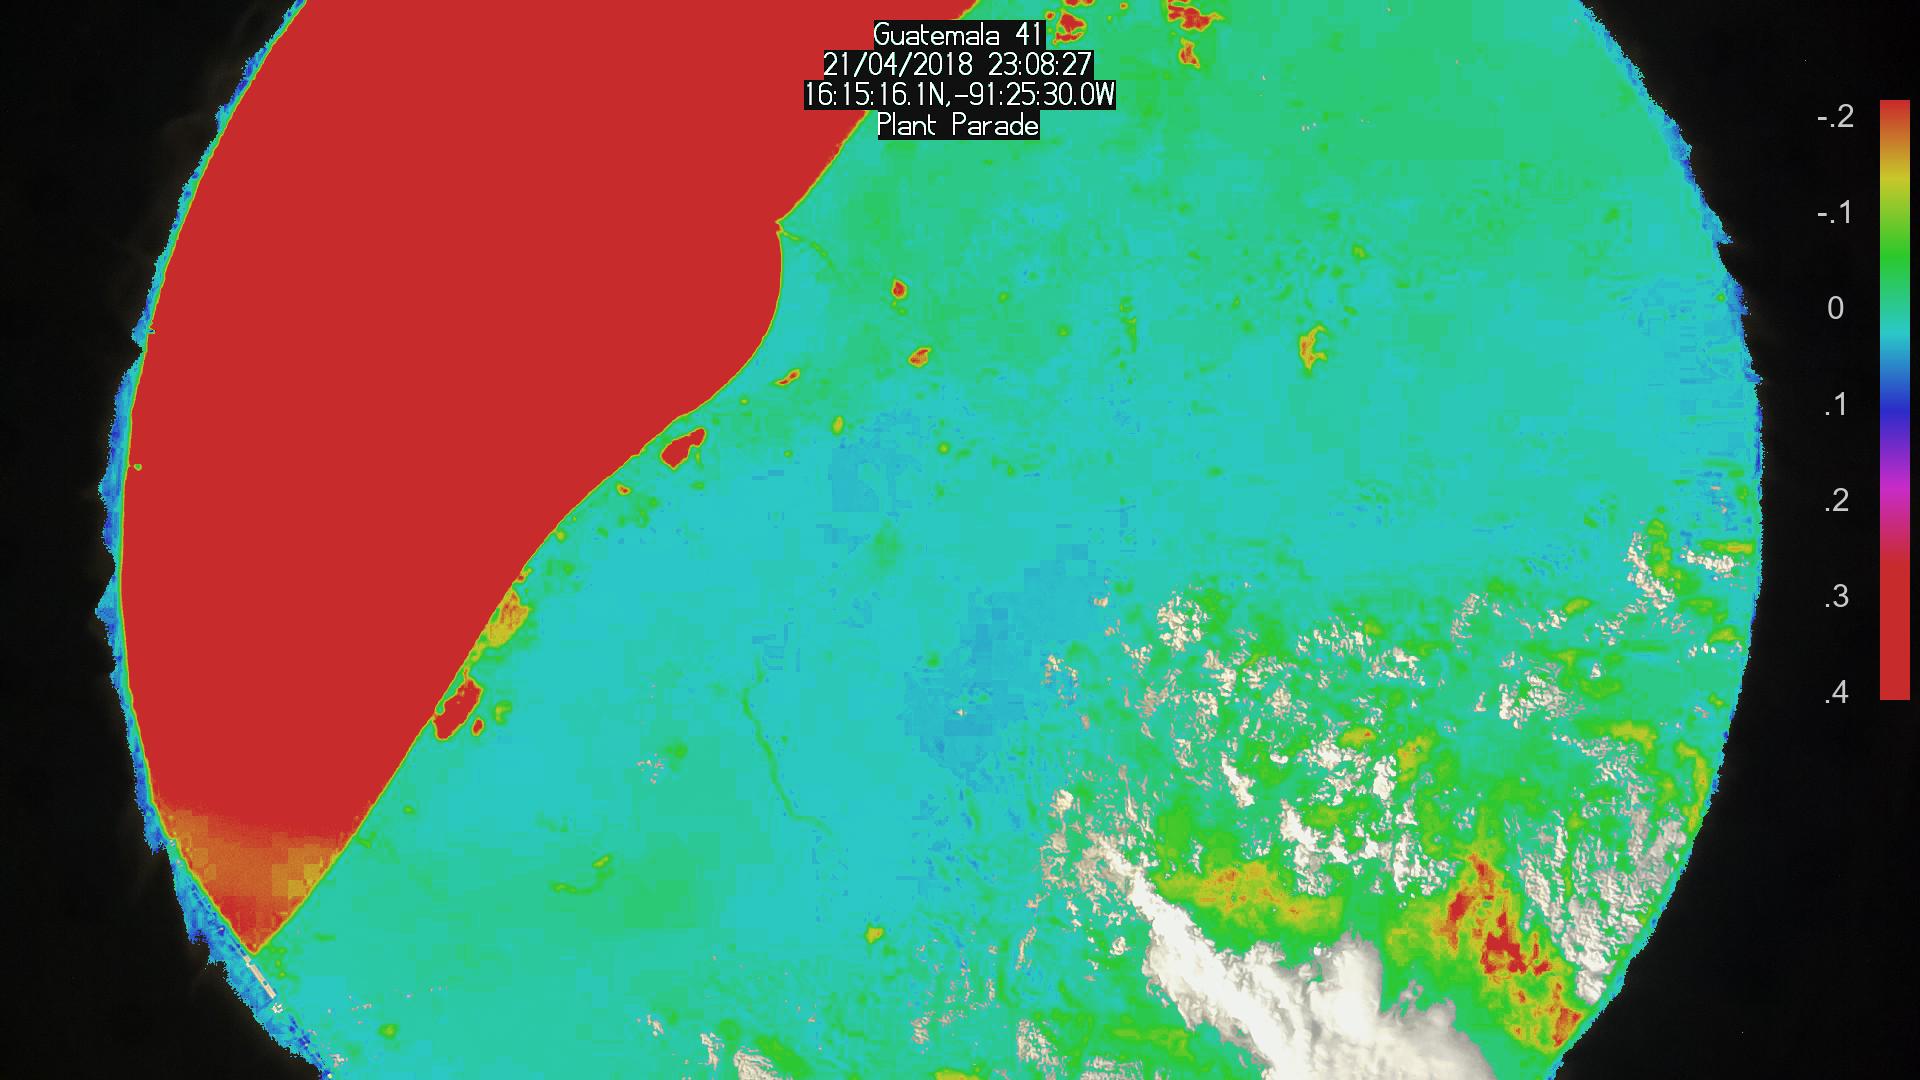 Guatemala 41
21/04/2018 23:08:27
16:15:16.1N,-91:25:30.0W
Plant Parade
-.2
-.1
0
.1
.2
.3
.4